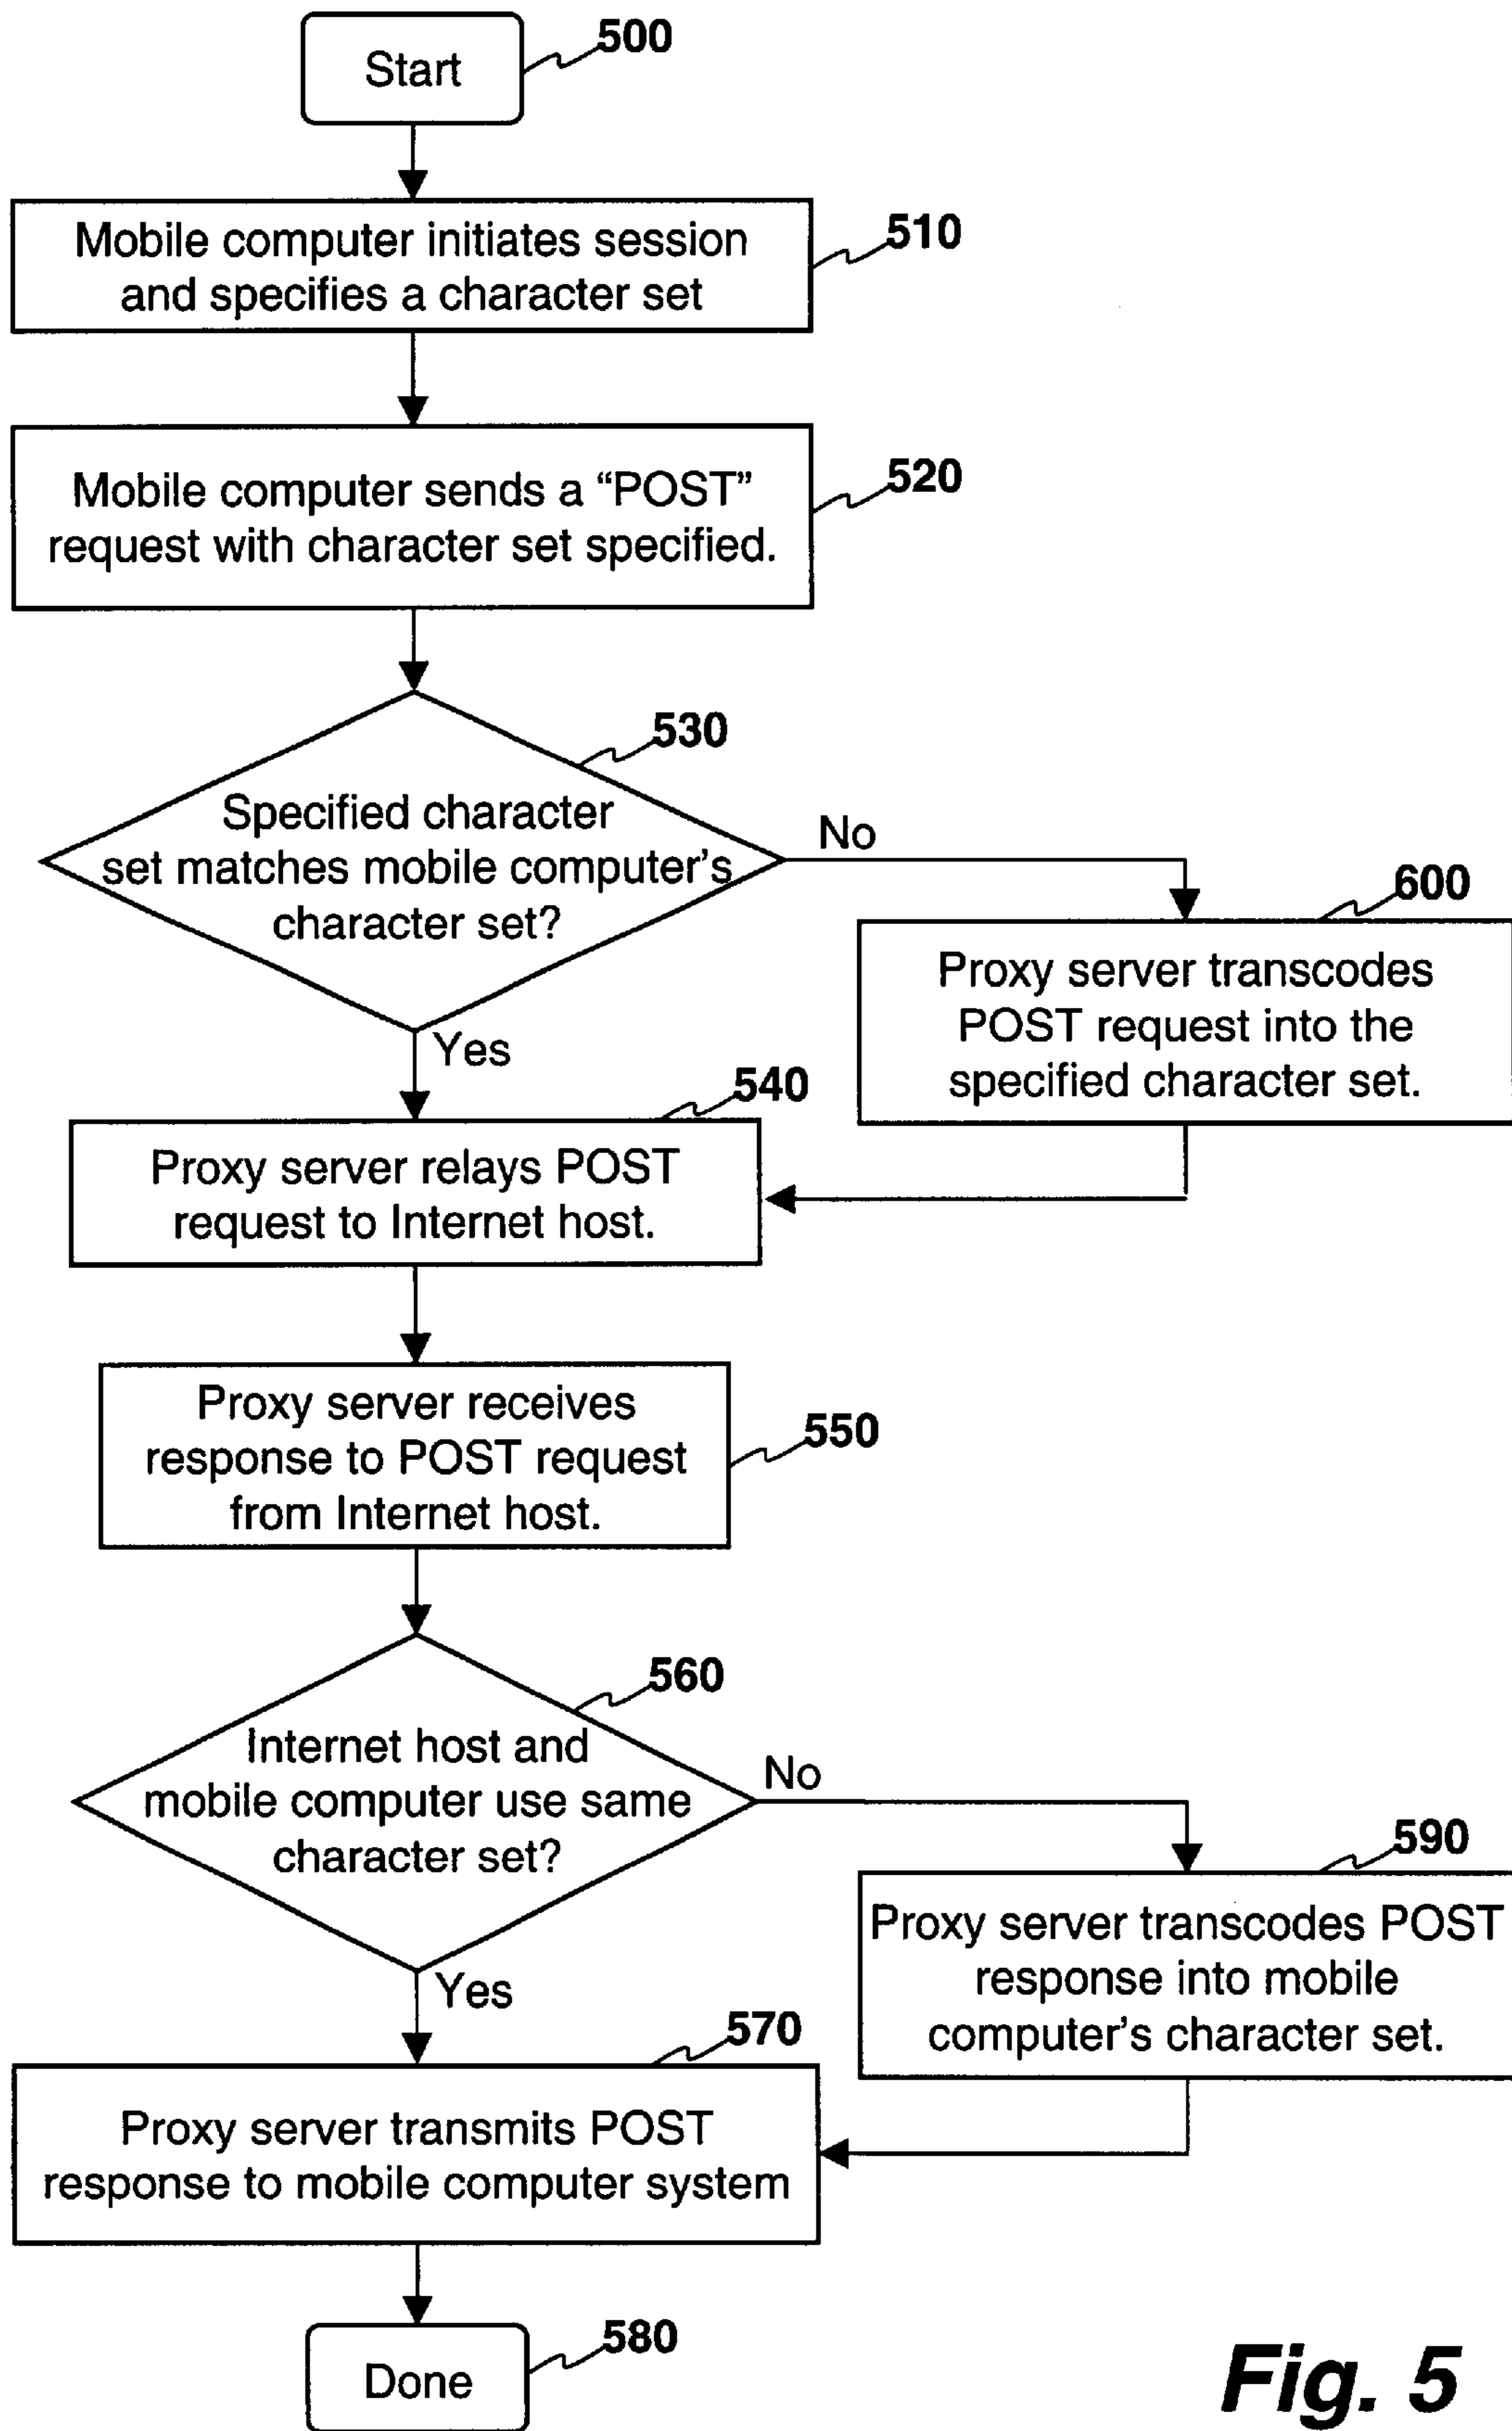 Start
500
Mobile computer initiates session
and specifies a character set
510
Mobile computer sends a “POST”
request with character set specified.
520
530
Specified character
set matches mobile computer's
character set?
No
Yes
600
Proxy server transcodes
POST request into the
specified character set.
540
Proxy server relays POST
request to Internet host.
Proxy server receives
response to POST request
from Internet host.
550
560
Internet host and
mobile computer use same
character set?
No
Yes
590
Proxy server transcodes POST
response into mobile
computer's character set.
570
Proxy server transmits POST
response to mobile computer system
580
Done
Fig. 5